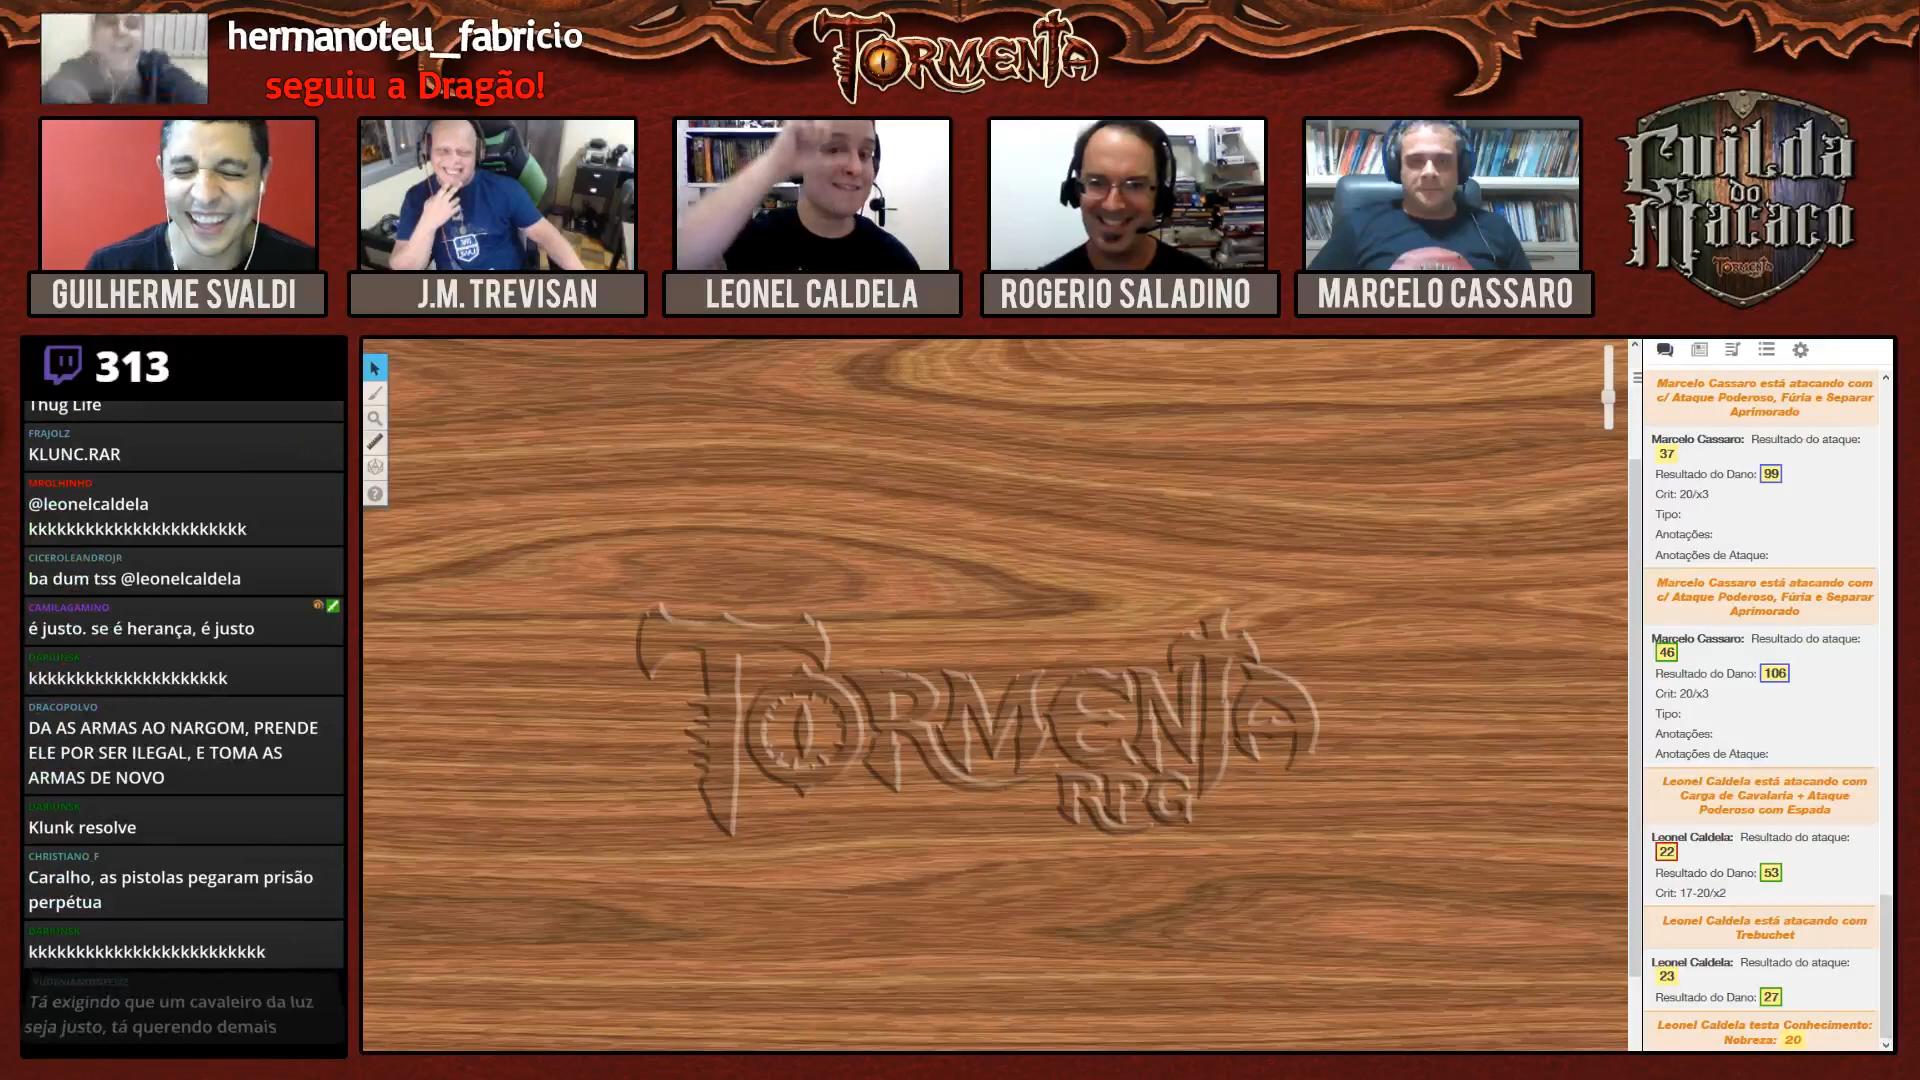 hermanoteu_fabricio
seguiu a Dragão!
TORMENTA
Guilda
do
Macaco
TORMENTA
GUILHERME SVALDI
J.M. TREVISAN
LEONEL CALDELA
ROGERIO SALADINO
MARCELO CASSARO
313
Thug Life
FRAJOLZ
KLUNC.RAR
MROLHINHO
@leonelcaldela
kkkkkkkkkkkkkkkkkkkkkkk
CICEROLEANDROJR
ba dum tss @leonelcaldela
CAMILAGAMINO
é justo. se é herança, é justo
DARIUNSK
kkkkkkkkkkkkkkkkkkkkk
DRACOPOLVO
DA AS ARMAS AO NARGOM, PRENDE
ELE POR SER ILEGAL, E TOMA AS
ARMAS DE NOVO
DARIUNSK
Klunk resolve
CHRISTIANO_F
Caralho, as pistolas pegaram prisão
perpétua
DARIUNSK
kkkkkkkkkkkkkkkkkkkkkkkkk
Tá exigindo que um cavaleiro da luz
seja justo, tá querendo demais
TORMENTA
RPG
Marcelo Cassaro está atacando com
c/ Ataque Poderoso, Fúria e Separar
Aprimorado
Marcelo Cassaro: Resultado do ataque:
37
Resultado do Dano: 99
Crit: 20/x3
Tipo:
Anotações:
Anotações de Ataque:
Marcelo Cassaro está atacando com
c/ Ataque Poderoso, Fúria e Separar
Aprimorado
Marcelo Cassaro: Resultado do ataque:
46
Resultado do Dano: 106
Crit: 20/x3
Tipo:
Anotações:
Anotações de Ataque:
Leonel Caldela está atacando com
Carga de Cavalaria + Ataque
Poderoso com Espada
Leonel Caldela: Resultado do ataque:
22
Resultado do Dano: 53
Crit: 17-20/x2
Leonel Caldela está atacando com
Trebuchet
Leonel Caldela: Resultado do ataque:
23
Resultado do Dano: 27
Leonel Caldela testa Conhecimento:
Nobreza: 20